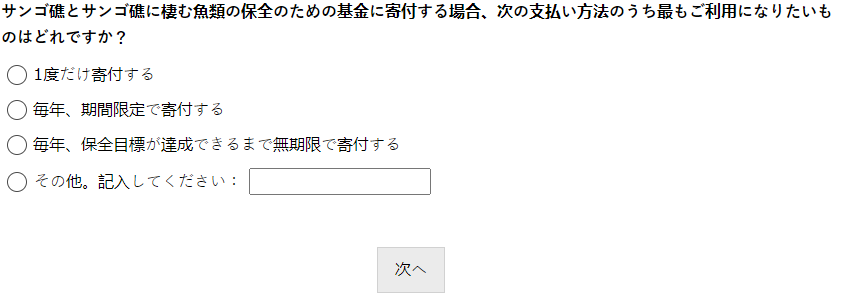 サンゴ礁とサンゴ礁に棲む魚類の保全のための基金に寄付する場合、次の支払い方法のうち最もご利用になりたいも
のはどれですか？
1度だけ寄付する
毎年、期間限定で寄付する
毎年、保全目標が達成できるまで無期限で寄付する
その他。記入してください：
次へ